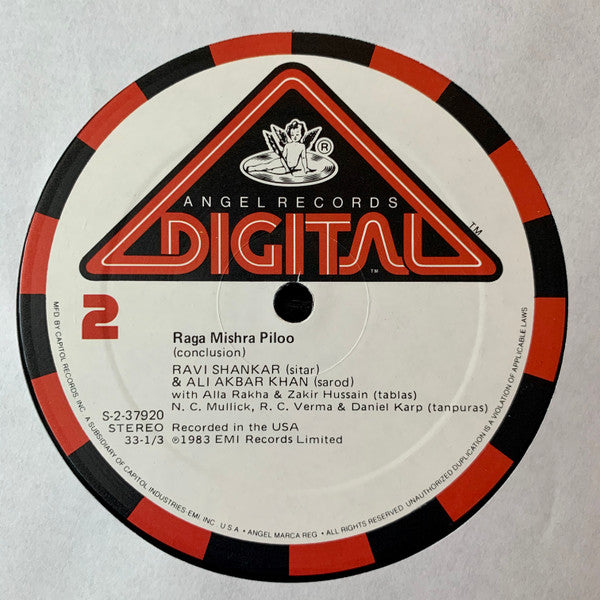 ®
ANGEL RECORDS
DIGITAL ™
™
2
Raga Mishra Piloo
(conclusion)
RAVI SHANKAR (sitar)
& ALI AKBAR KHAN (sarod)
with Alla Rakha & Zakir Hussain (tablas)
N. C. Mullick, R. C. Verma & Daniel Karp (tanpuras)
S-2-37920
STEREO Recorded in the USA
33-1/3 ℗1983 EMI Records Limited
MFD. BY CAPITOL RECORDS, INC., A SUBSIDIARY OF CAPITOL INDUSTRIES-EMI, INC. U.S.A. • ANGEL MARCA REG. • ALL RIGHTS RESERVED. UNAUTHORIZED DUPLICATION IS A VIOLATION OF APPLICABLE LAWS